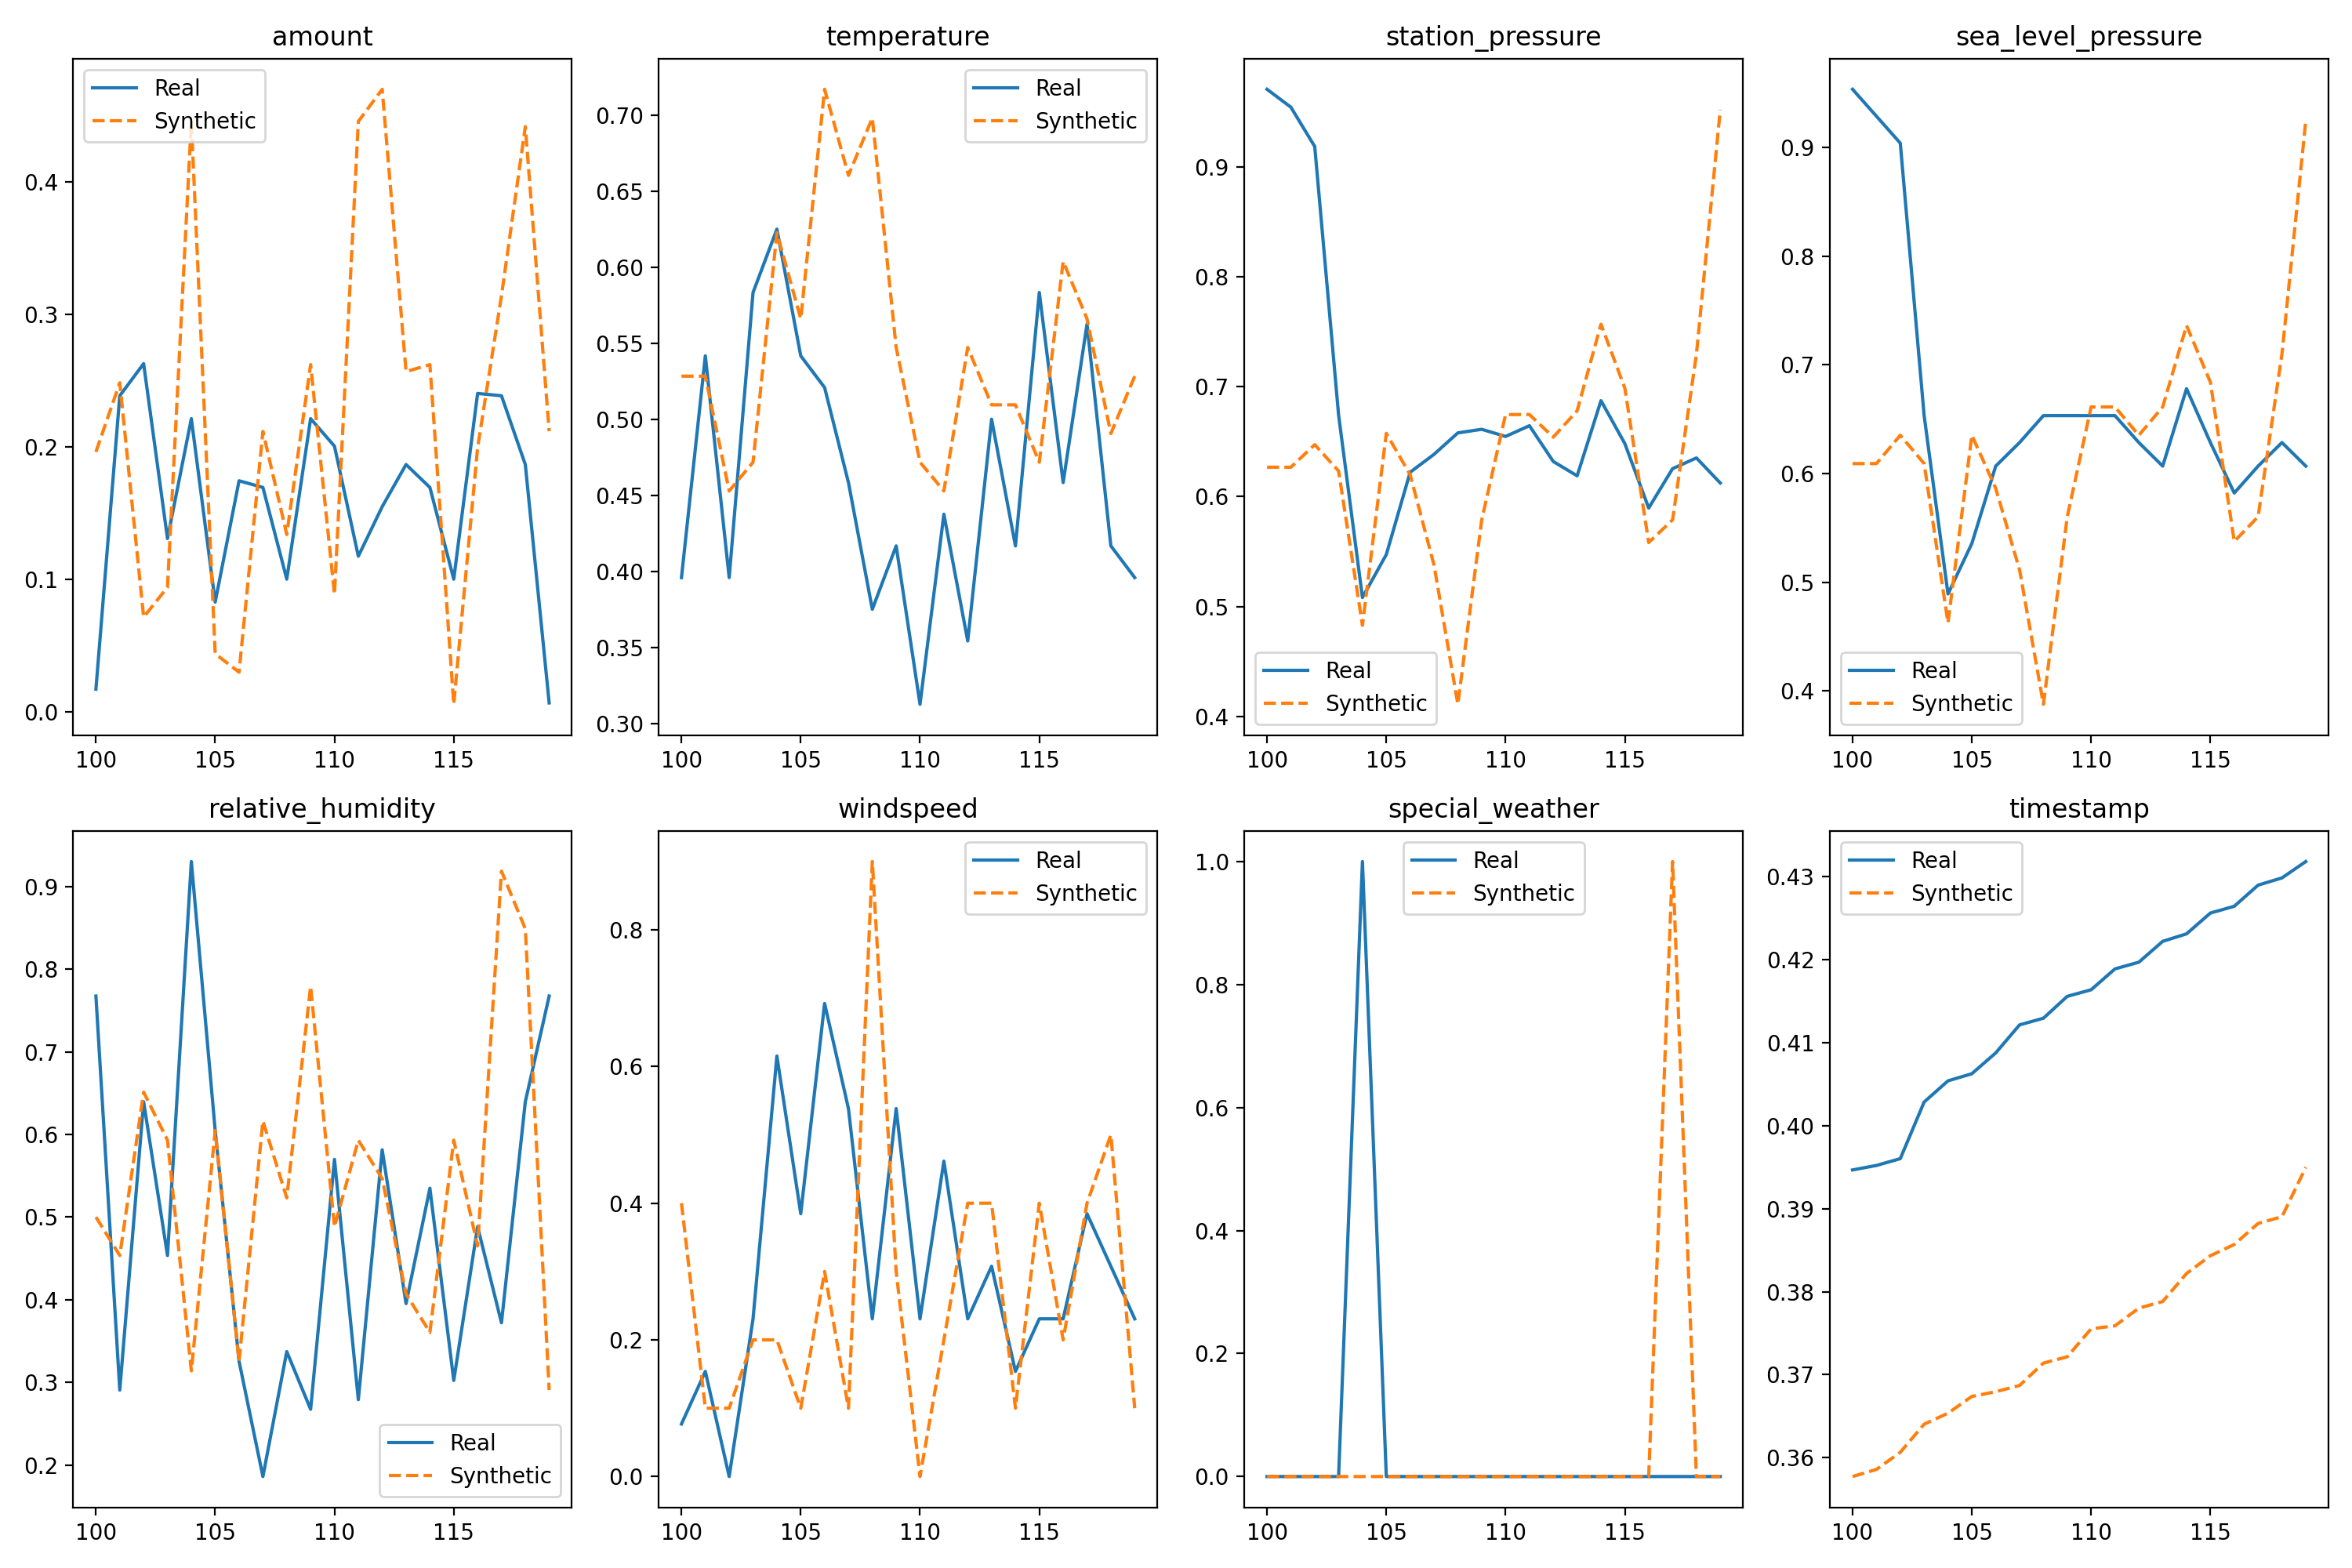 amount
Real
Synthetic
0.4
0.3
0.2
0.1
0.0
100 105 110 115
temperature
Real
Synthetic
0.70
0.65
0.60
0.55
0.50
0.45
0.40
0.35
0.30
100 105 110 115
station_pressure
0.9
0.8
0.7
0.6
0.5
0.4
Real
Synthetic
100 105 110 115
sea_level_pressure
0.9
0.8
0.7
0.6
0.5
0.4
Real
Synthetic
100 105 110 115
relative_humidity
0.9
0.8
0.7
0.6
0.5
0.4
0.3
0.2
Real
Synthetic
100 105 110 115
windspeed
Real
Synthetic
0.8
0.6
0.4
0.2
0.0
100 105 110 115
special_weather
Real
Synthetic
1.0
0.8
0.6
0.4
0.2
0.0
100 105 110 115
timestamp
Real
Synthetic
0.43
0.42
0.41
0.40
0.39
0.38
0.37
0.36
100 105 110 115